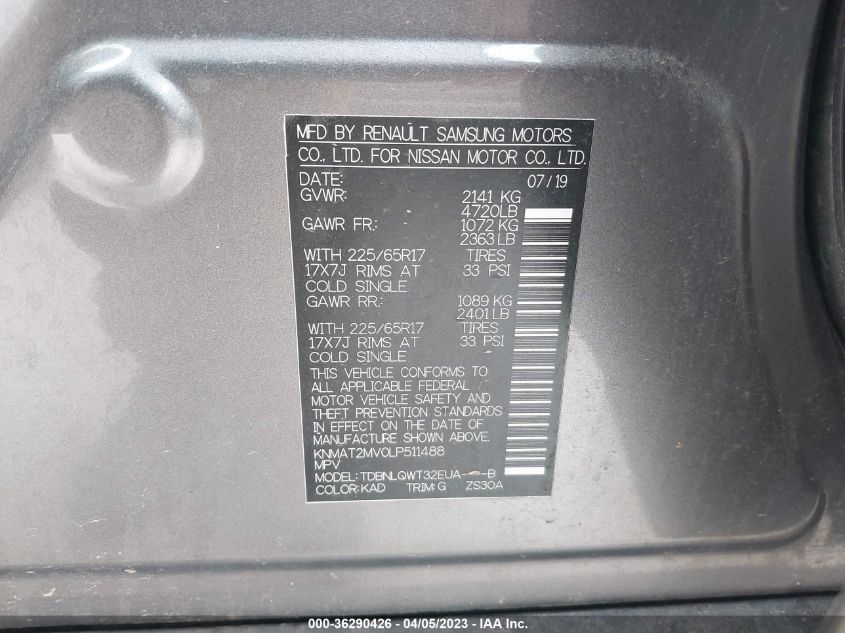 MFD BY RENAULT SAMSUNG MOTORS
CO., LTD. FOR NISSAN MOTOR CO., LTD.
DATE: 07/19
GVWR: 2141 KG
4720LB
GAWR FR: 1072 KG
2363 LB
WITH 225/65R17 TIRES
17X7J RIMS AT 33 PSI
COLD SINGLE
GAWR RR: 1089 KG
2401 LB
WITH 225/65R17 TIRES
17X7J RIMS AT 33 PSI
COLD SINGLE
THIS VEHICLE CONFORMS TO
ALL APPLICABLE FEDERAL
MOTOR VEHICLE SAFETY AND
THEFT PREVENTION STANDARDS
IN EFFECT ON THE DATE OF
MANUFACTURE SHOWN ABOVE.
KNMAT2MV0LP511488
MPV
MODEL: TDBNLQWT32EUA----B
COLOR:KAD TRIM:G ZS30A
000-36290426 - 04/05/2023 - IAA Inc.